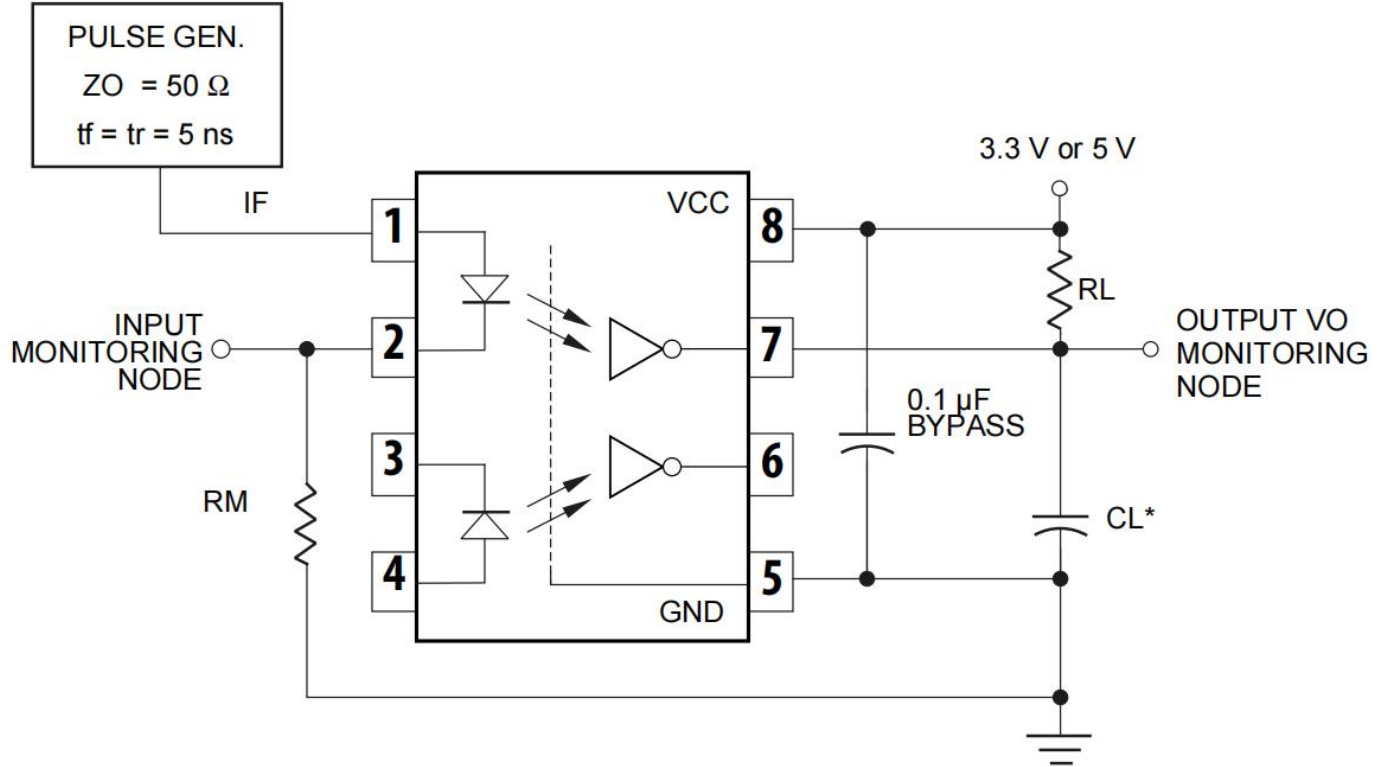 PULSE GEN.
ZO = 50 Ω
tf = tr = 5 ns
IF
3.3 V or 5 V
VCC
1
8
RL
INPUT
MONITORING
NODE
2
7
OUTPUT VO
MONITORING
NODE
0.1 µF
BYPASS
3
6
RM
CL*
4
5
GND